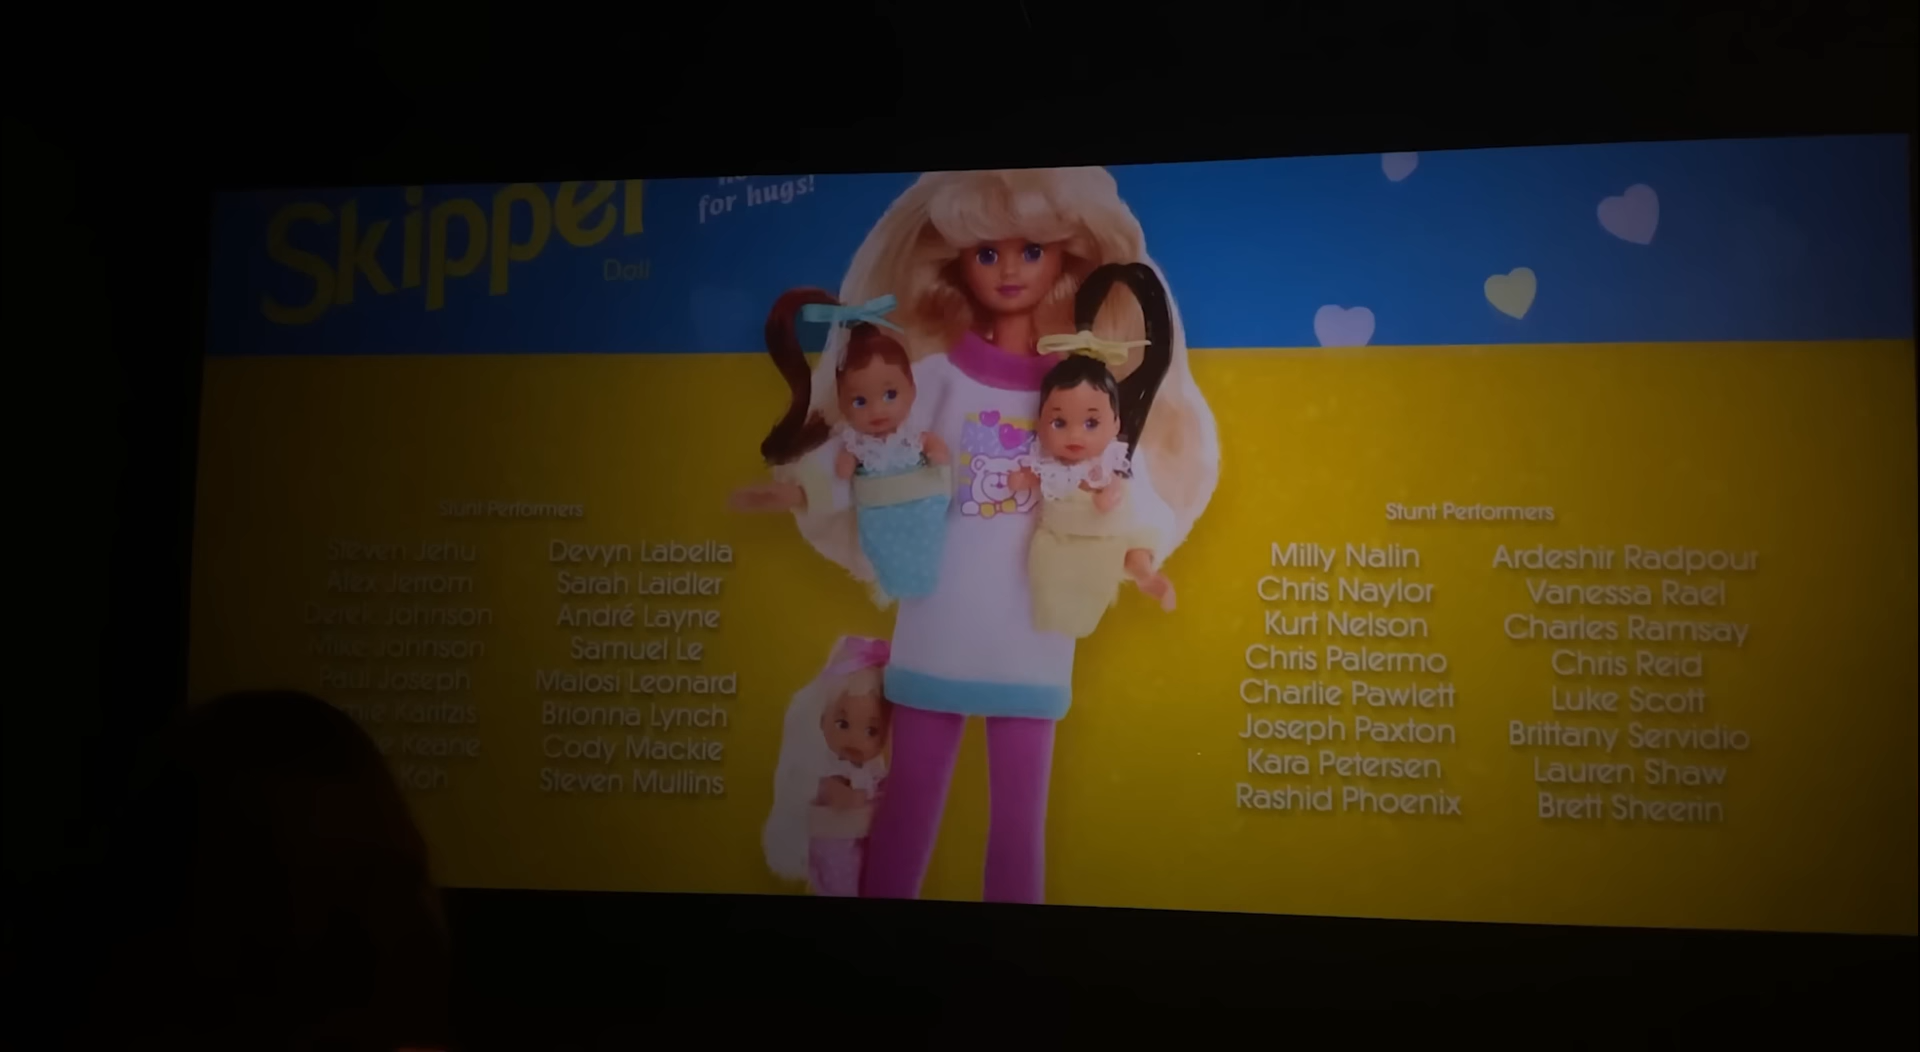 Skipper
for hugs!
Doll
Stunt Performers
Steven Jehu
Alex Jerrom
Derek Johnson
Mike Johnson
Paul Joseph
Karitzis
Keane
Koh
Devyn Labella
Sarah Laidler
André Layne
Samuel Le
Malosi Leonard
Brionna Lynch
Cody Mackie
Steven Mullins
Stunt Performers
Milly Nalin
Chris Naylor
Kurt Nelson
Chris Palermo
Charlie Pawlett
Joseph Paxton
Kara Petersen
Rashid Phoenix
Ardeshir Radpour
Vanessa Rael
Charles Ramsay
Chris Reid
Luke Scott
Brittany Servidio
Lauren Shaw
Brett Sheerin